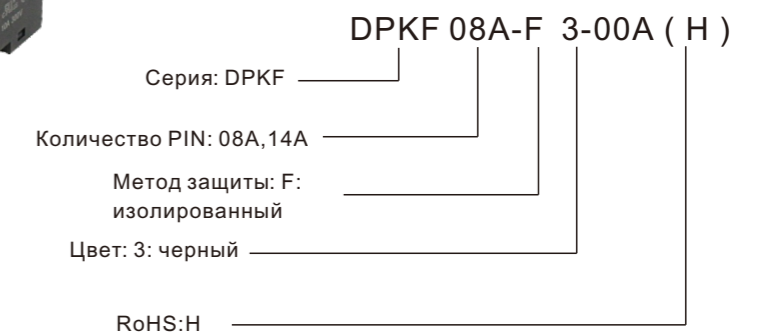 DPKF 08A-F 3-00A ( H )
Серия: DPKF
Количество PIN: 08A,14A
Метод защиты: F:
изолированный
Цвет: 3: черный
RoHS:H